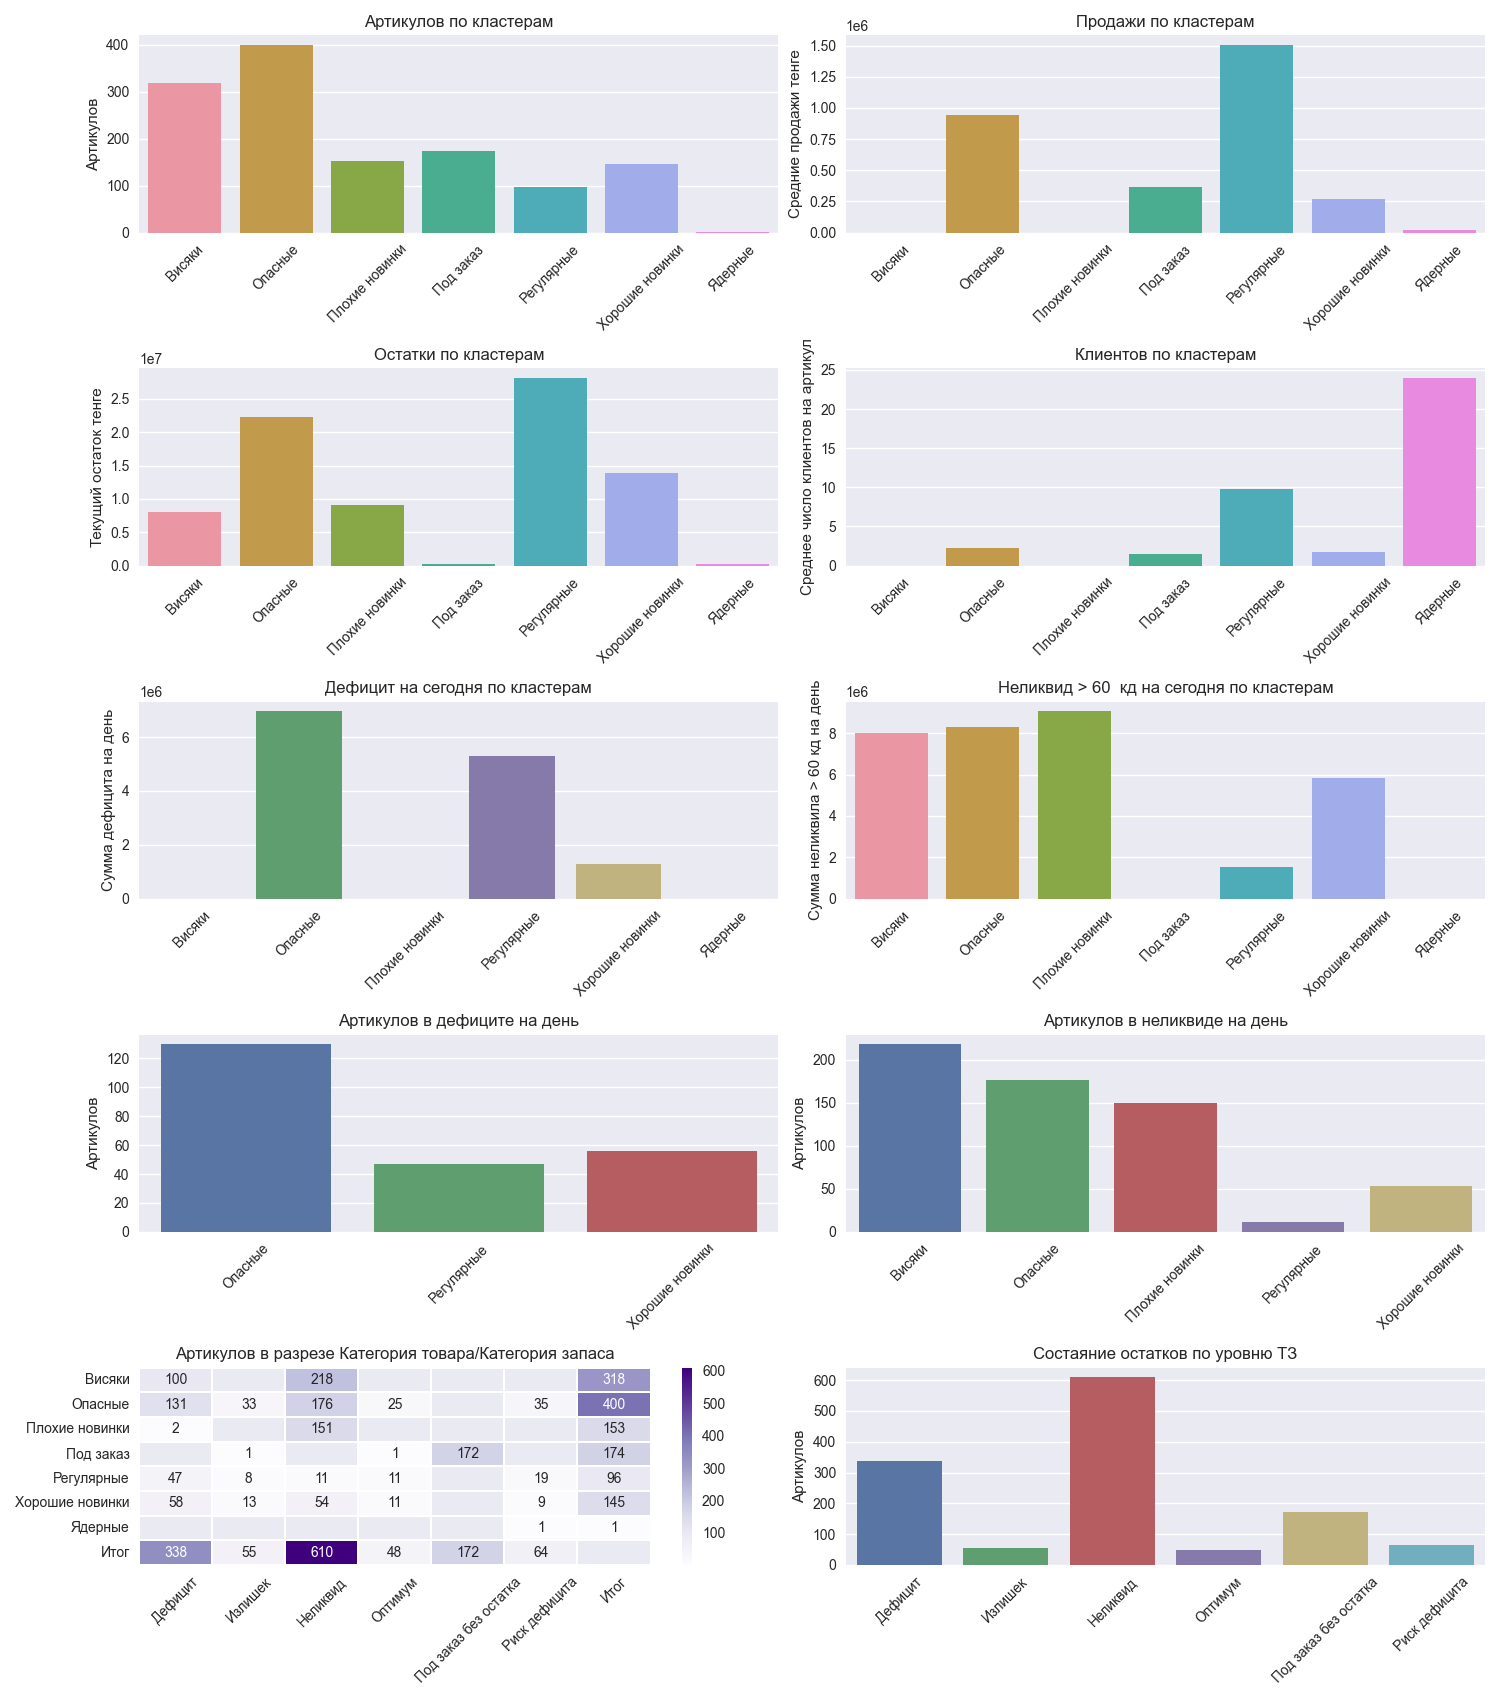 Артикулов по кластерам
Артикулов
400
300
200
100
0
Висяки
Опасные
Плохие новинки
Под заказ
Регулярные
Хорошие новинки
Ядерные
Продажи по кластерам
1e6
Средние продажи тенге
1.50
1.25
1.00
0.75
0.50
0.25
0.00
Висяки
Опасные
Плохие новинки
Под заказ
Регулярные
Хорошие новинки
Ядерные
Остатки по кластерам
1e7
Текущий остаток тенге
2.5
2.0
1.5
1.0
0.5
0.0
Висяки
Опасные
Плохие новинки
Под заказ
Регулярные
Хорошие новинки
Ядерные
Клиентов по кластерам
Среднее число клиентов на артикул
25
20
15
10
5
0
Висяки
Опасные
Плохие новинки
Под заказ
Регулярные
Хорошие новинки
Ядерные
Дефицит на сегодня по кластерам
1e6
Сумма дефицита на день
6
4
2
0
Висяки
Опасные
Плохие новинки
Регулярные
Хорошие новинки
Ядерные
Неликвид > 60  кд на сегодня по кластерам
1e6
Сумма неликвила > 60 кд на день
8
6
4
2
0
Висяки
Опасные
Плохие новинки
Под заказ
Регулярные
Хорошие новинки
Ядерные
Артикулов в дефиците на день
Артикулов
120
100
80
60
40
20
0
Опасные
Регулярные
Хорошие новинки
Артикулов в неликвиде на день
Артикулов
200
150
100
50
0
Висяки
Опасные
Плохие новинки
Регулярные
Хорошие новинки
Артикулов в разрезе Категория товара/Категория запаса
Висяки 100 218 318
Опасные 131 33 176 25 35 400
Плохие новинки 2 151 153
Под заказ 1 1 172 174
Регулярные 47 8 11 11 19 96
Хорошие новинки 58 13 54 11 9 145
Ядерные 1 1
Итог 338 55 610 48 172 64
Дефицит
Излишек
Неликвид
Оптимум
Под заказ без остатка
Риск дефицита
Итог
600
500
400
300
200
100
Состаяние остатков по уровню ТЗ
Артикулов
600
500
400
300
200
100
0
Дефицит
Излишек
Неликвид
Оптимум
Под заказ без остатка
Риск дефицита